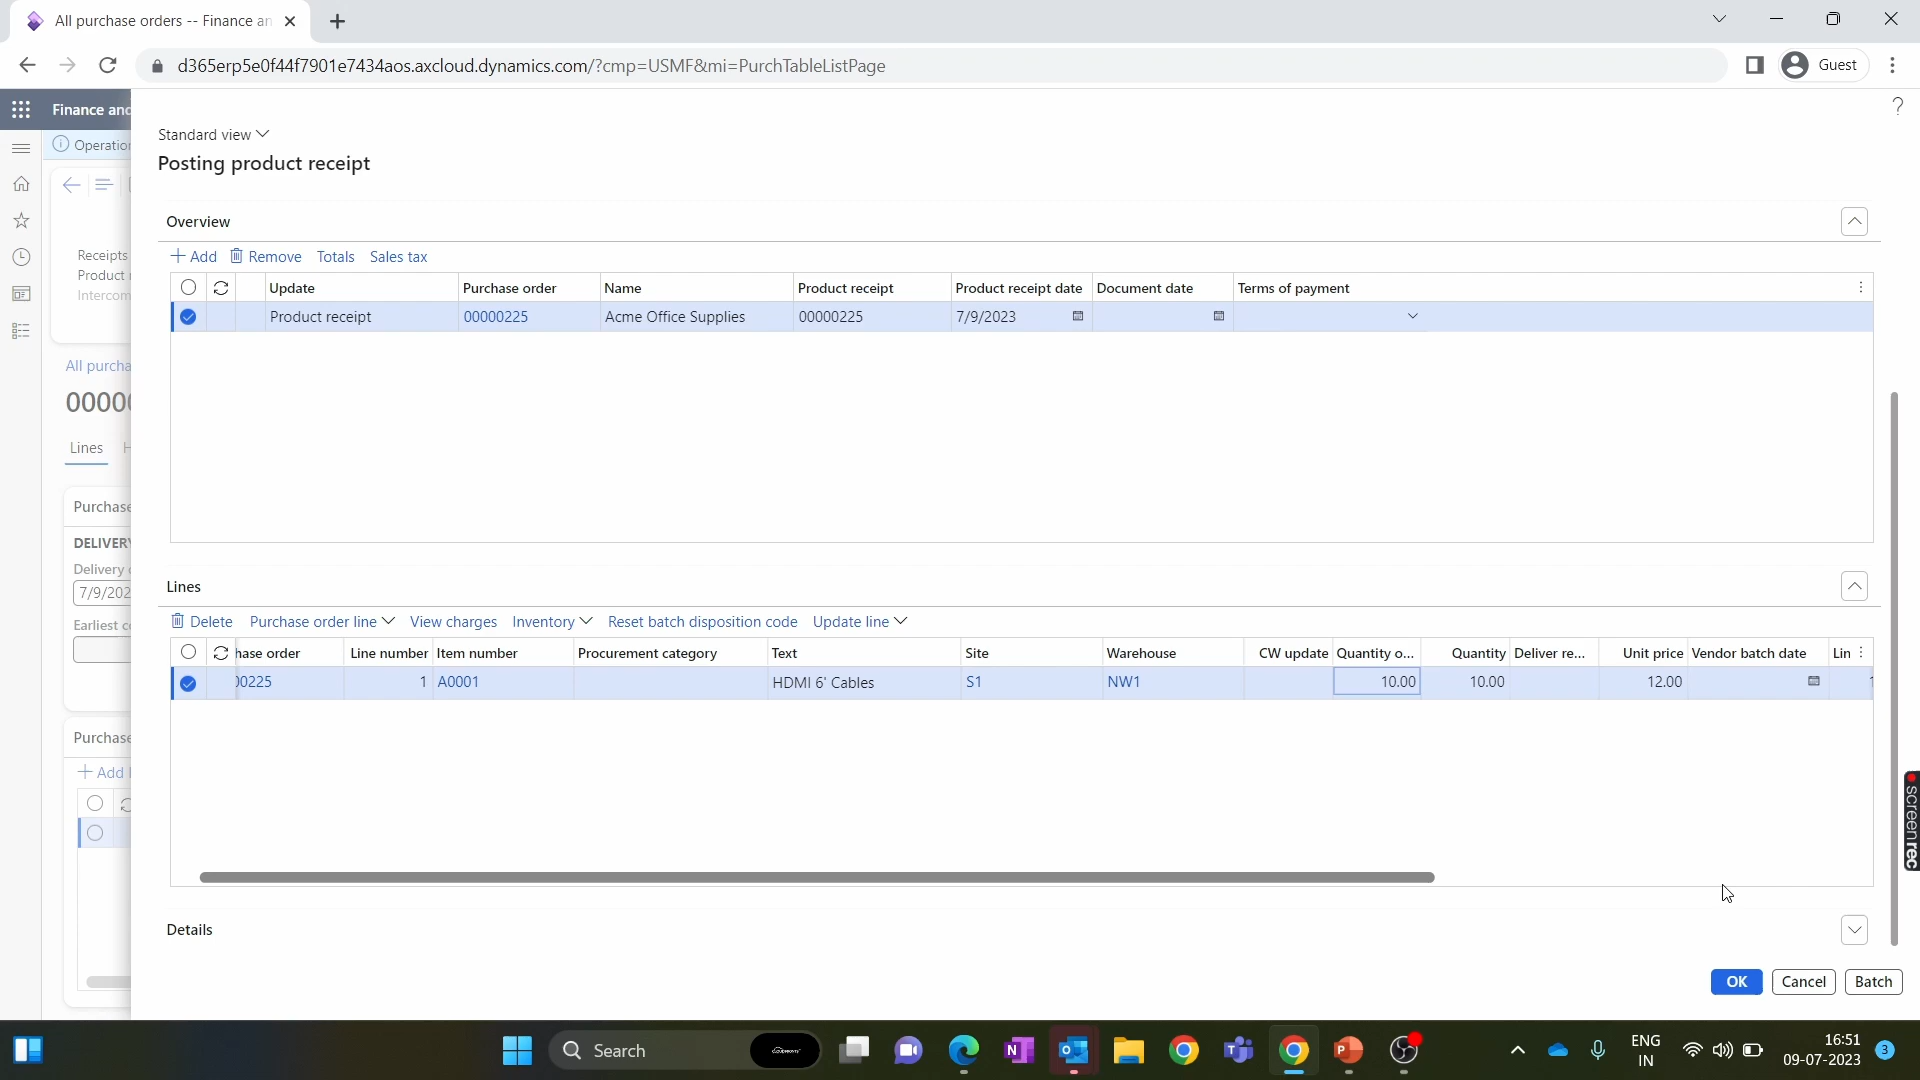 All purchase orders -- Finance an
d365erp5e0f44f7901e7434aos.axcloud.dynamics.com/?cmp=USMF&mi=PurchTableListPage
Guest
Finance and
?
Operation
Standard view
Posting product receipt
Receipts
Product r
Intercom
All purcha
0000
Lines
H
Purchase
DELIVERY
Delivery
7/9/202
Earliest c
Purchase
+ Add
Overview
+ Add Remove Totals Sales tax
Update Purchase order Name Product receipt Product receipt date Document date Terms of payment
Product receipt 00000225 Acme Office Supplies 00000225 7/9/2023
Lines
Delete Purchase order line View charges Inventory Reset batch disposition code Update line
hase order Line number Item number Procurement category Text Site Warehouse CW update Quantity o... Quantity Deliver re... Unit price Vendor batch date Lin
00225 1 A0001 HDMI 6' Cables S1 NW1 10.00 10.00 12.00 1
Details
OK Cancel Batch
screenrec
Search
ENG
IN
16:51
09-07-2023
3